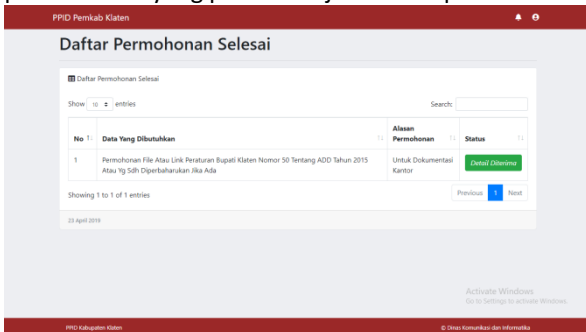 PPID Pemkab Klaten
Daftar Permohonan Selesai
Daftar Permohonan Selesai
Show 10 entries
Search:
No Data Yang Dibutuhkan Alasan Permohonan Status
1 Permohonan File Atau Link Peraturan Bupati Klaten Nomor 50 Tentang ADD Tahun 2015 Untuk Dokumentasi Detail Diterima
Atau Yg Sdh Diperbaharukan Jika Ada Kantor
Showing 1 to 1 of 1 entries
Previous 1 Next
23 April 2019
Activate Windows
Go to Settings to activate Windows.
PPID Kabupaten Klaten
© Dinas Komunikasi dan Informatika